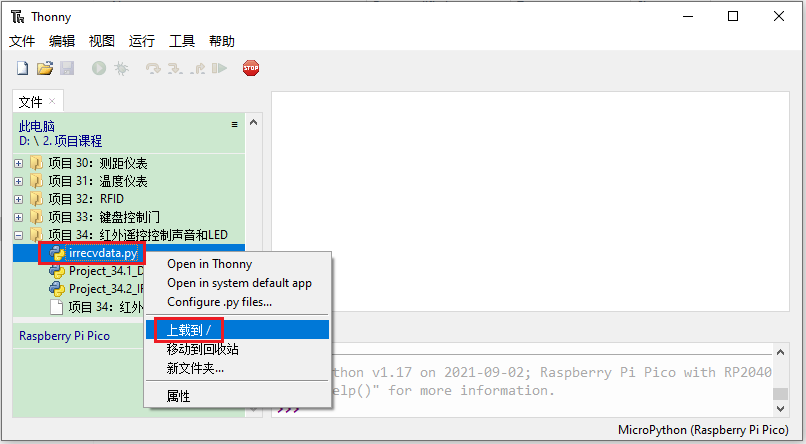 Thonny
文件 编辑 视图 运行 工具 帮助
STOP
文件
此电脑
D: \ 2. 项目课程
项目 30：测距仪表
项目 31：温度仪表
项目 32：RFID
项目 33：键盘控制门
项目 34：红外遥控控制声音和LED
irrecvdata.py
Project_34.1_D
Project_34.2_IR
项目 34：红外
Raspberry Pi Pico
Open in Thonny
Open in system default app
Configure .py files...
上载到 /
移动到回收站
新文件夹...
属性
thon v1.17 on 2021-09-02; Raspberry Pi Pico with RP2040
elp()" for more information.
>>>
MicroPython (Raspberry Pi Pico)